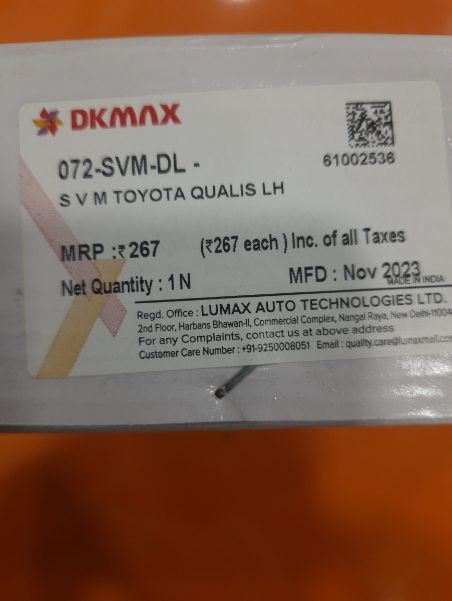 DKMAX
61002536
072-SVM-DL -
S V M TOYOTA QUALIS LH
MRP :₹267 (₹267 each ) Inc. of all Taxes
Net Quantity : 1 N MFD : Nov 2023
MADE IN INDIA
Regd. Office : LUMAX AUTO TECHNOLOGIES LTD.
2nd Floor, Harbans Bhawan-II, Commercial Complex, Nangal Raya, New Delhi-11004
For any Complaints, contact us at above address
Customer Care Number : +91-9250008051 Email : quality.care@lumaxmail.com